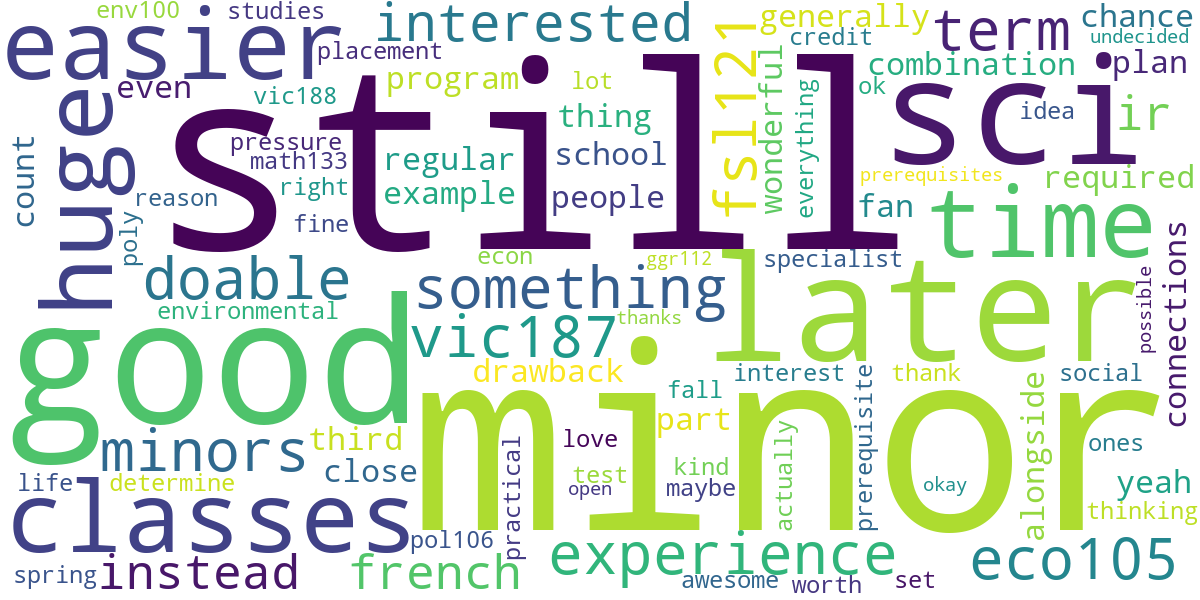 env100
studies
interested
generally
term
chance
easier
placement
credit
undecided
combination
plan
even
program
lot
still
fsl121
wonderful
ok
sci
idea
ir
vic188
thing
everything
huge
pressure
math133
regular
school
prerequisites
required
count
reason
right
example
people
fan
time
poly
fine
connections
doable
econ
ggr112
specialist
environmental
something
later
possible
good
vic187
thanks
minor
drawback
interest
prerequisite
thank
social
fall
alongside
minors
third
part
love
ones
close
practical
kind
actually
life
determine
test
maybe
open
okay
yeah
classes
thinking
pol106
experience
eco105
spring
instead
french
awesome
worth
set